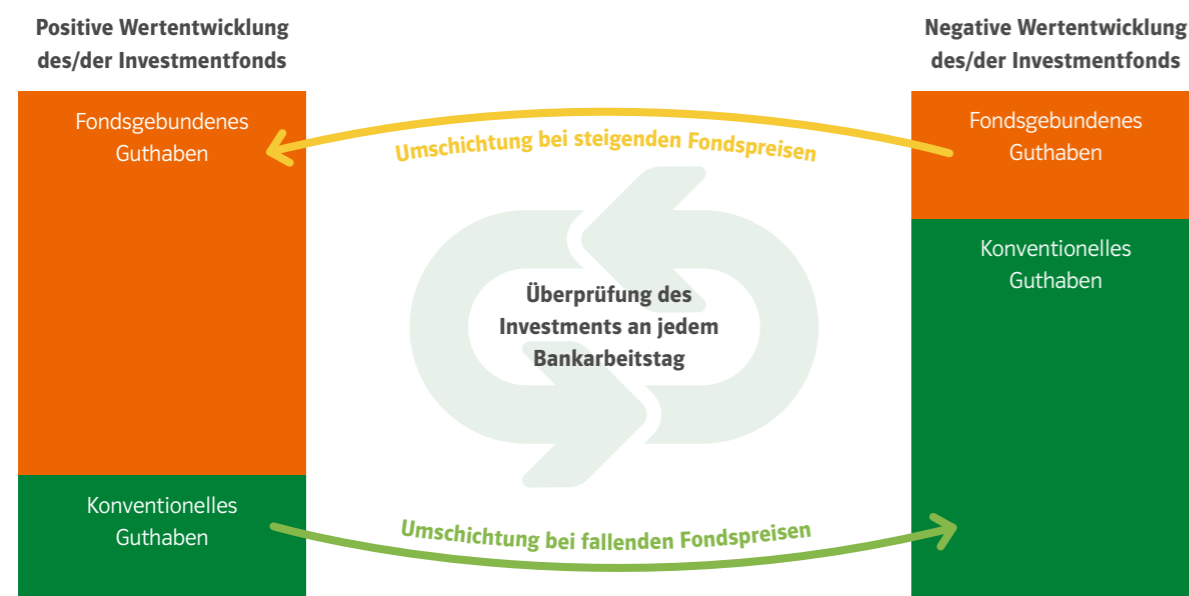 Positive Wertentwicklung
des/der Investmentfonds
Negative Wertentwicklung
des/der Investmentfonds
Fondsgebundenes
Guthaben
Umschichtung bei steigenden Fondspreisen
Fondsgebundenes
Guthaben
Konventionelles
Guthaben
Überprüfung des
Investments an jedem
Bankarbeitstag
Konventionelles
Guthaben
Umschichtung bei fallenden Fondspreisen